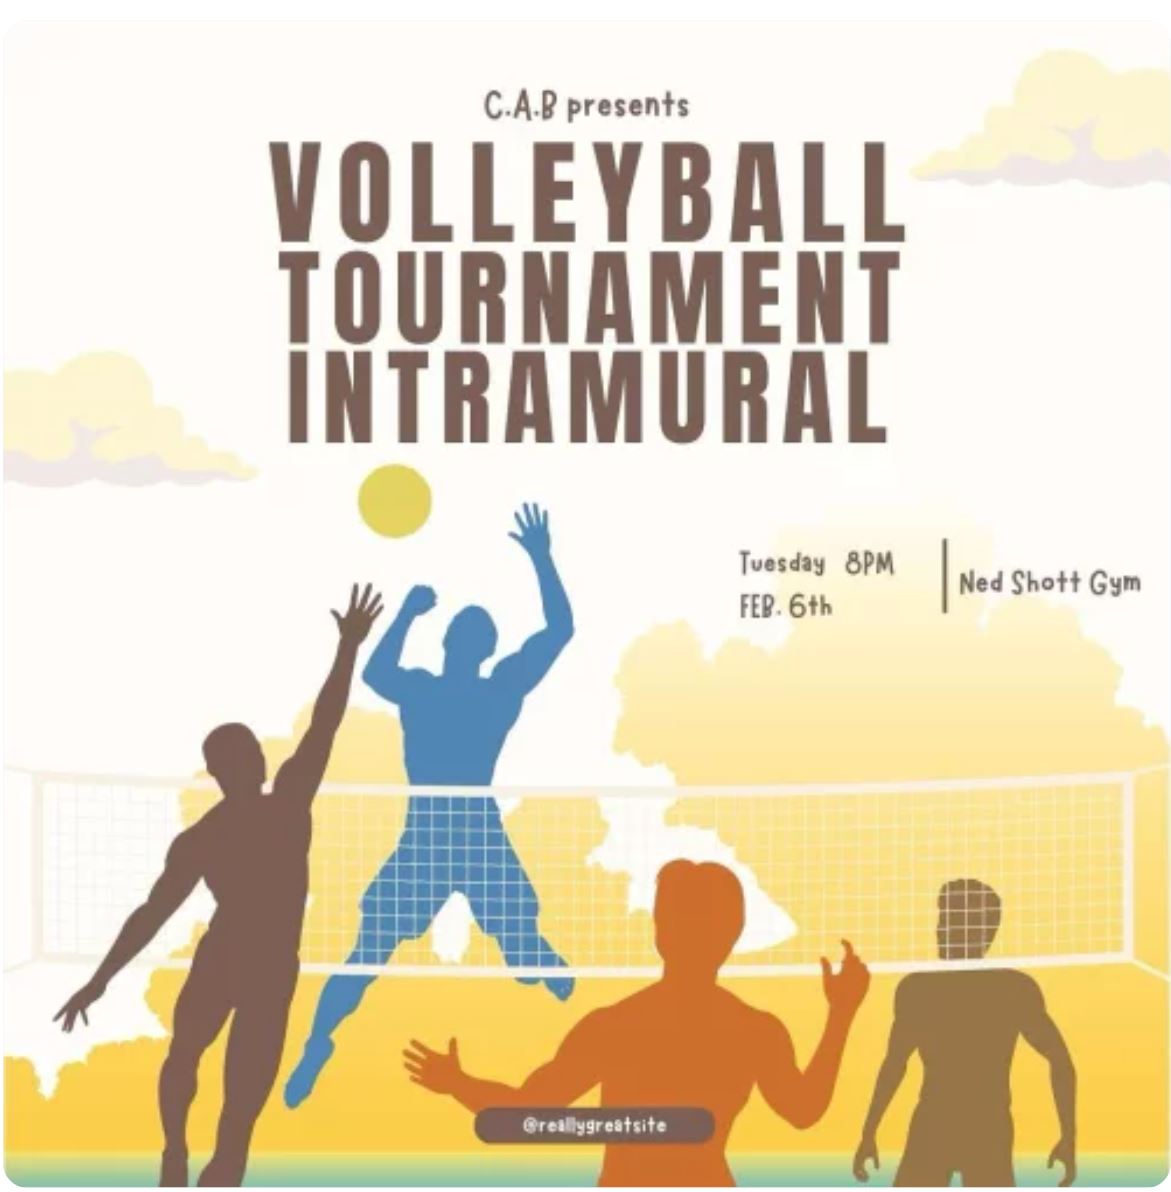 C.A.B presents
VOLLEYBALL
TOURNAMENT
INTRAMURAL
Tuesday 8PM
FEB. 6th
Ned Shott Gym
@reallygreatsite